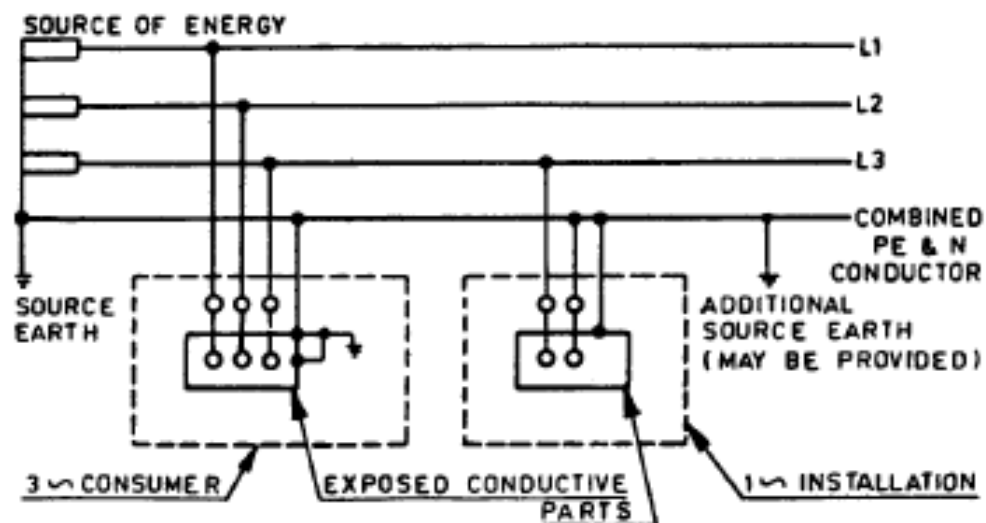 SOURCE OF ENERGY
L1
L2
L3
COMBINED
PE & N
CONDUCTOR
SOURCE
EARTH
ADDITIONAL
SOURCE EARTH
(MAY BE PROVIDED)
3 ~ CONSUMER
EXPOSED CONDUCTIVE
PARTS
1 ~ INSTALLATION